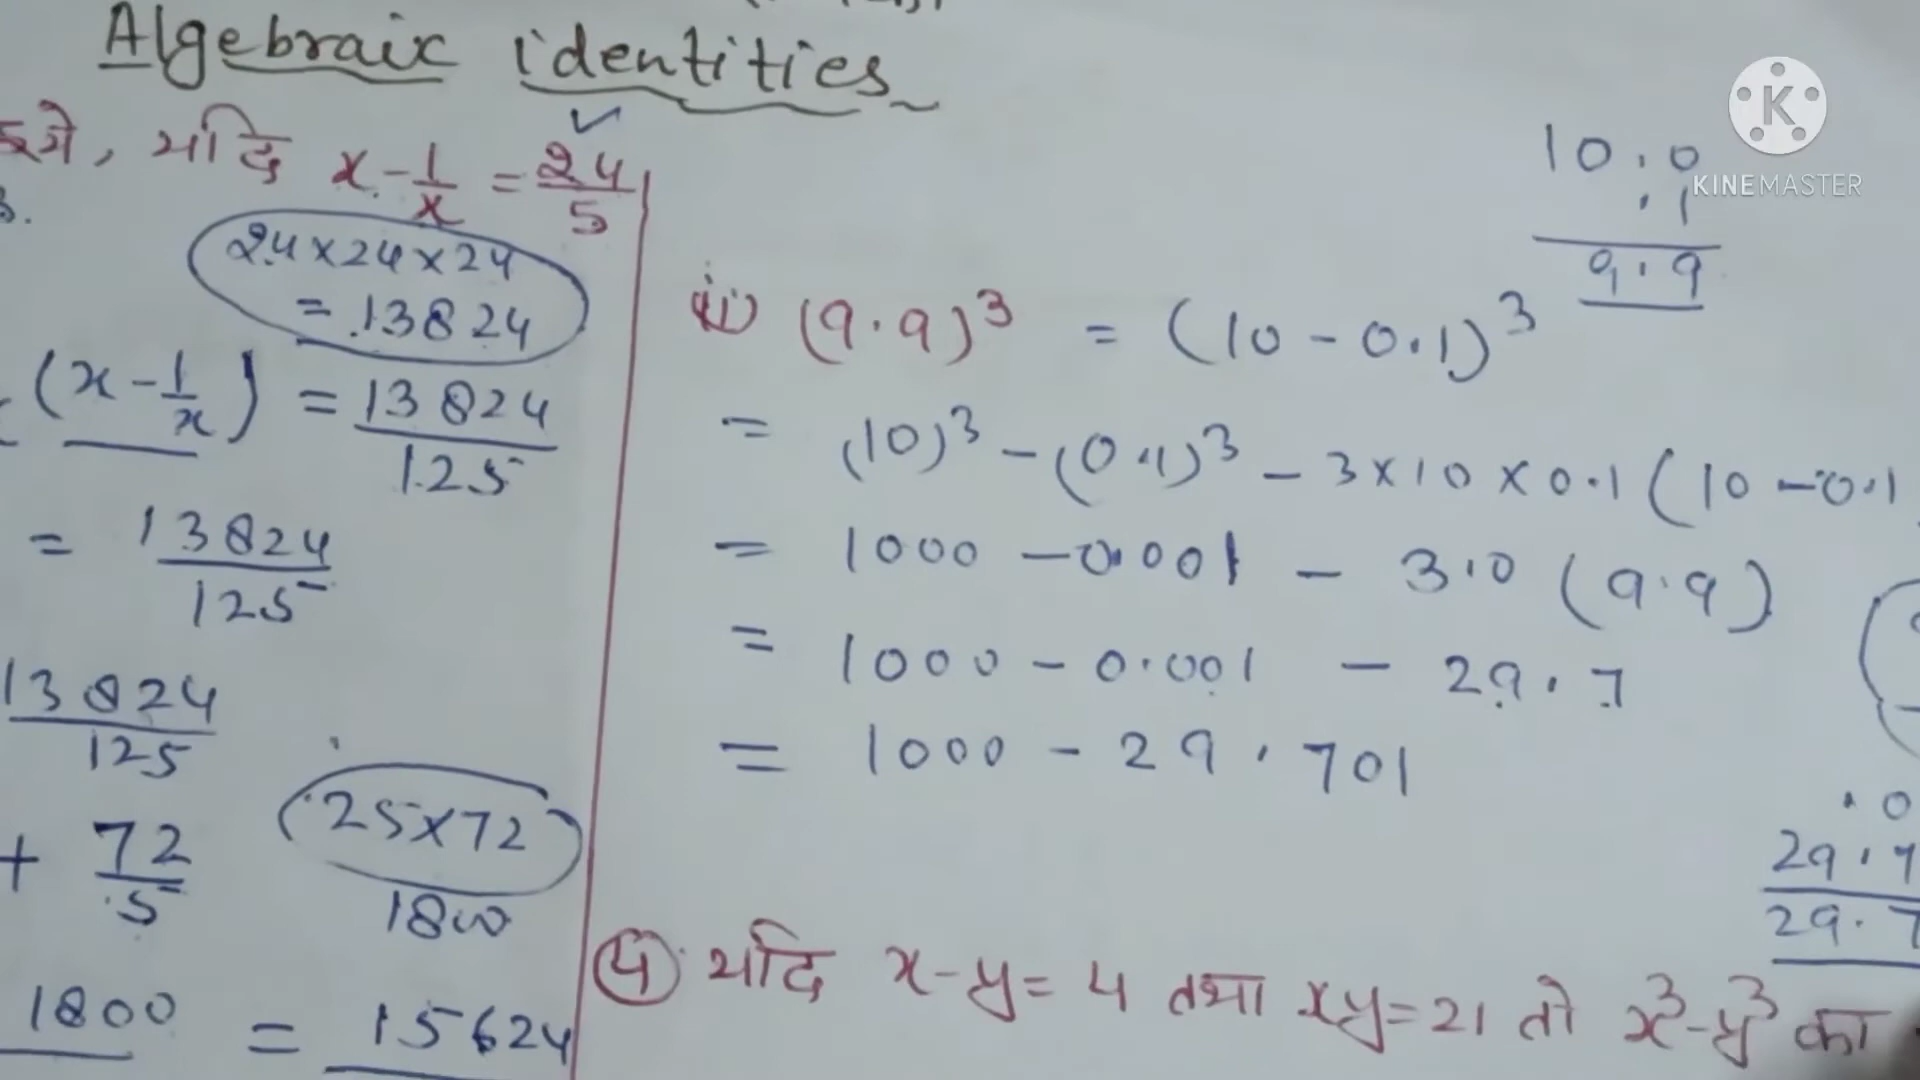 Algebraic identities
यदि x - 1/x = 24/5
24×24×24
= 13824
(x - 1/x) = 13824/125
= 13824/125
13824/125
+ 72/5
25×72
1800
1800 = 15624
10.0
.1
9.9
KINEMASTER
ii) (9.9)³ = (10 - 0.1)³
= (10)³ - (0.1)³ - 3×10×0.1 (10 - 0.1
= 1000 - 0.001 - 3.0 (9.9)
= 1000 - 0.001 - 29.7
= 1000 - 29.701
.0
29.7
29.7
④ यदि x-y= 4 तथा xy=21 तो x³-y³ का